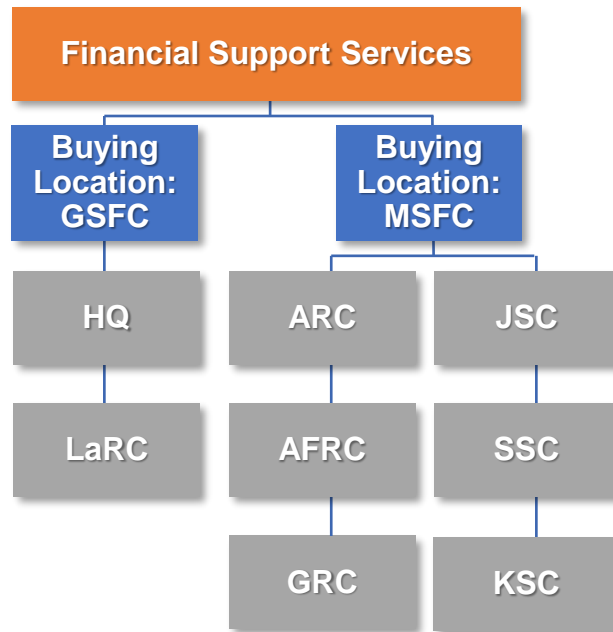 Financial Support Services
Buying
Location:
GSFC
Buying
Location:
MSFC
HQ
ARC
JSC
LaRC
AFRC
SSC
GRC
KSC